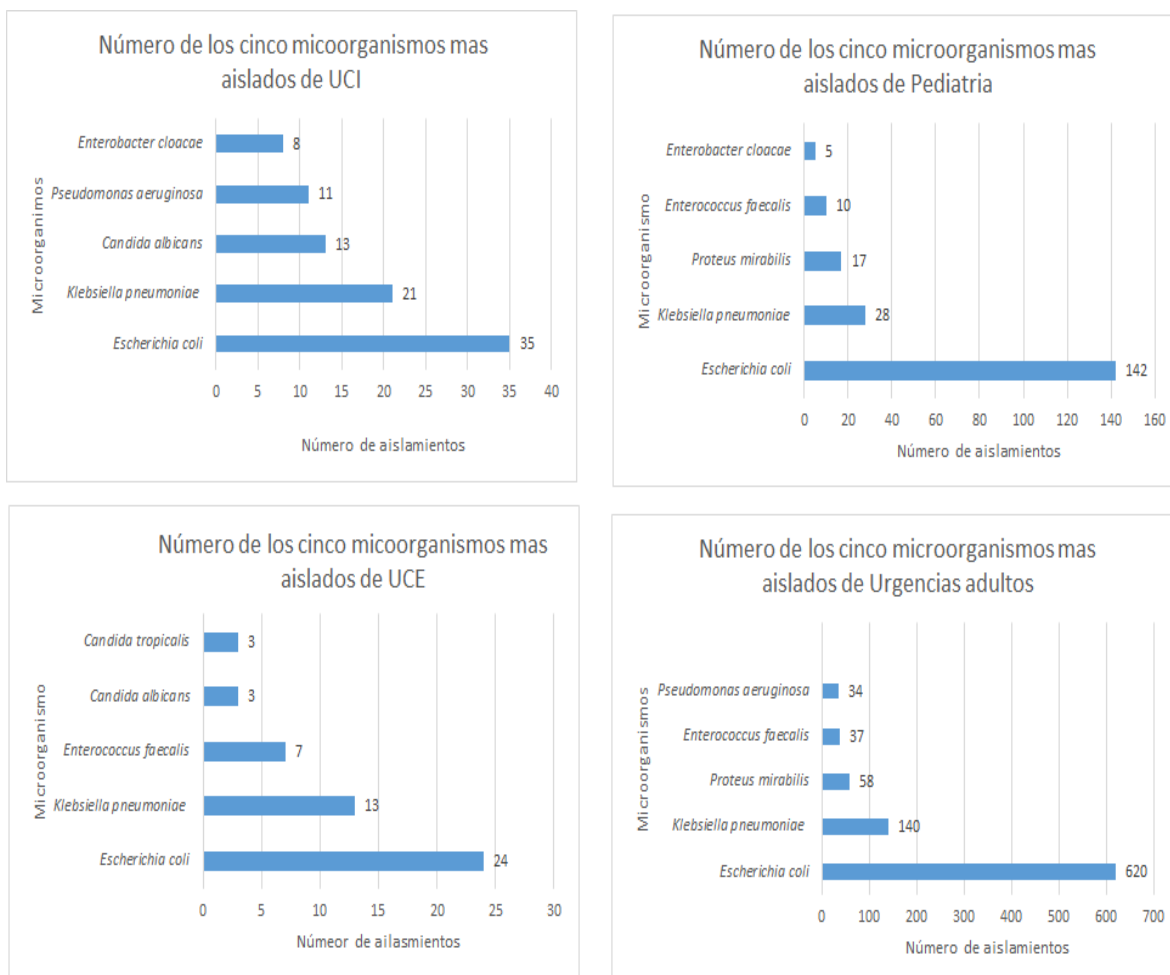 Número de los cinco micoorganismos mas
aislados de UCI
Microorganimos
Enterobacter cloacae
8
Pseudomonas aeruginosa
11
Candida albicans
13
Klebsiella pneumoniae
21
Escherichia coli
35
0 5 10 15 20 25 30 35 40
Número de aislamientos
Número de los cinco microorganismos mas
aislados de Pediatria
Microorganismo
Enterobacter cloacae
5
Enterococcus faecalis
10
Proteus mirabilis
17
Klebsiella pneumoniae
28
Escherichia coli
142
0 20 40 60 80 100 120 140 160
Número de aislamientos
Número de los cinco micoorganismos mas
aislados de UCE
Microorganismo
Candida tropicalis
3
Candida albicans
3
Enterococcus faecalis
7
Klebsiella pneumoniae
13
Escherichia coli
24
0 5 10 15 20 25 30
Númeor de ailasmientos
Número de los cinco microorganismos mas
aislados de Urgencias adultos
Microorganismos
Pseudomonas aeruginosa
34
Enterococcus faecalis
37
Proteus mirabilis
58
Klebsiella pneumoniae
140
Escherichia coli
620
0 100 200 300 400 500 600 700
Número de aislamientos